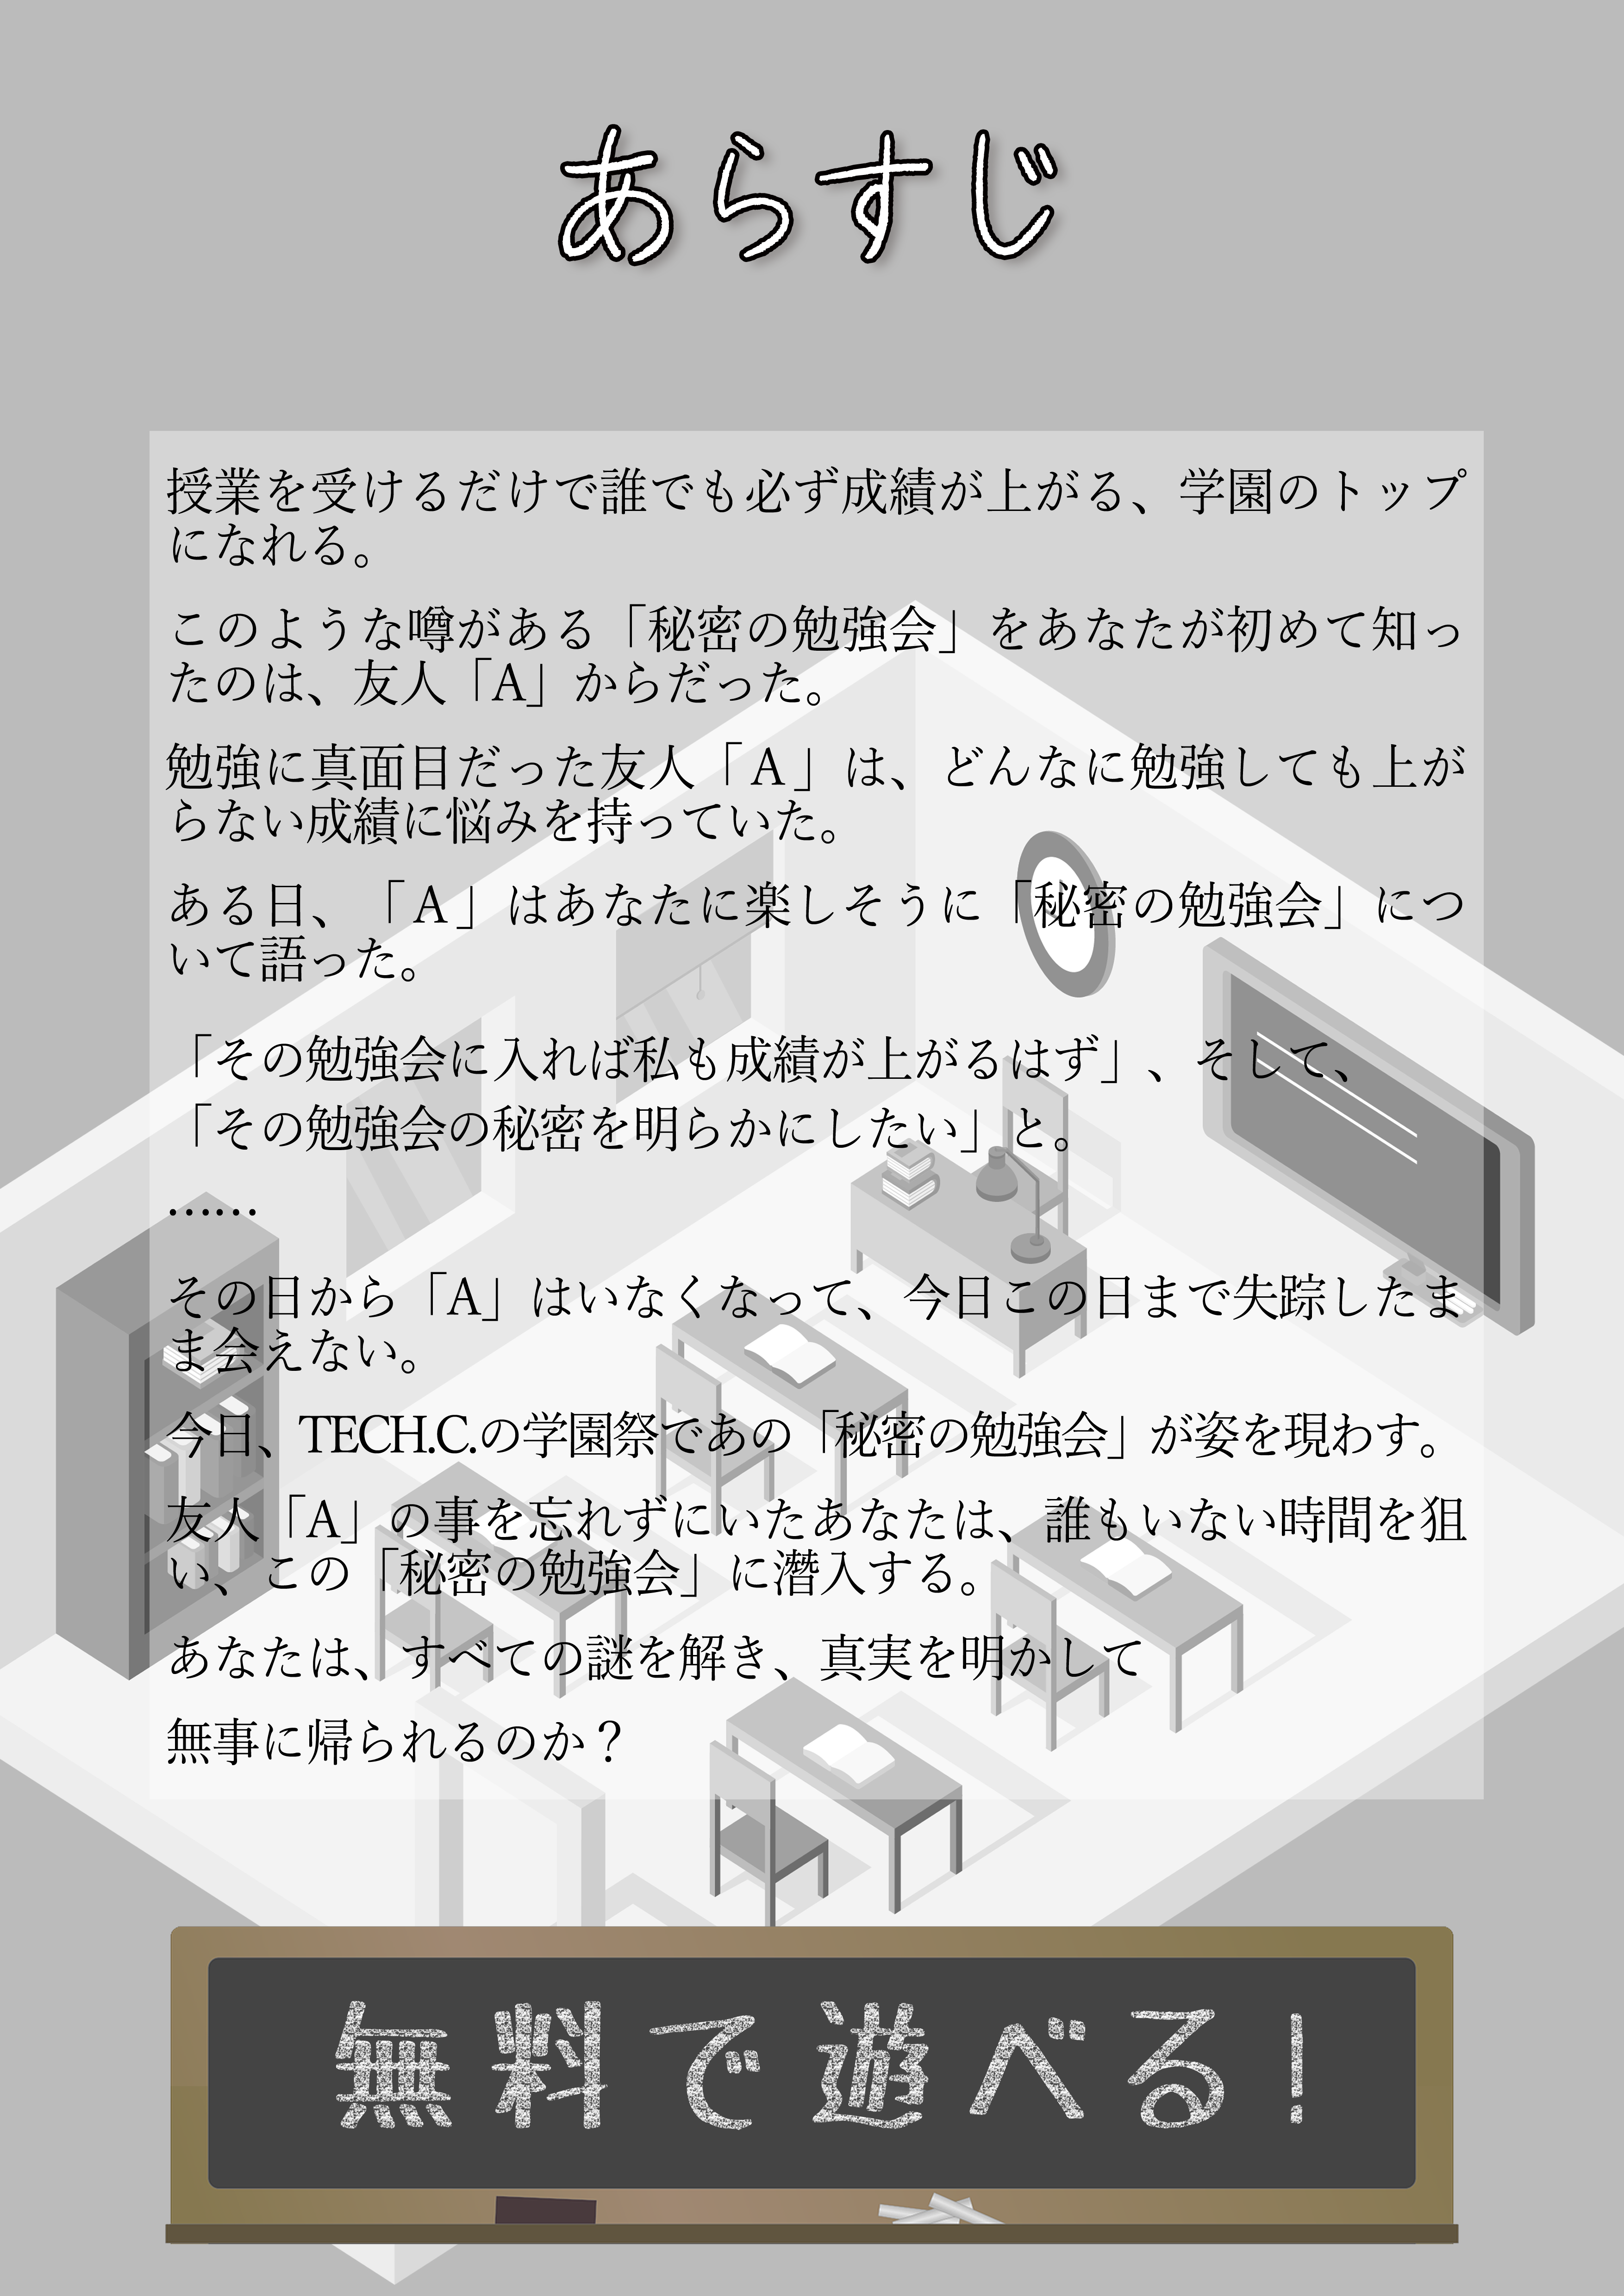 あらすじ
授業を受けるだけで誰でも必ず成績が上がる、学園のトップ
になれる。
このような噂がある「秘密の勉強会」をあなたが初めて知っ
たのは、友人「A」からだった。
勉強に真面目だった友人「A」は、どんなに勉強しても上が
らない成績に悩みを持っていた。
ある日、「A」はあなたに楽しそうに「秘密の勉強会」につ
いて語った。
「その勉強会に入れば私も成績が上がるはず」、そして、
「その勉強会の秘密を明らかにしたい」と。
……
その日から「A」はいなくなって、今日この日まで失踪したま
ま会えない。
今日、TECH.C.の学園祭であの「秘密の勉強会」が姿を現わす。
友人「A」の事を忘れずにいたあなたは、誰もいない時間を狙
い、この「秘密の勉強会」に潛入する。
あなたは、すべての謎を解き、真実を明かして
無事に帰られるのか？
無料で遊べる！